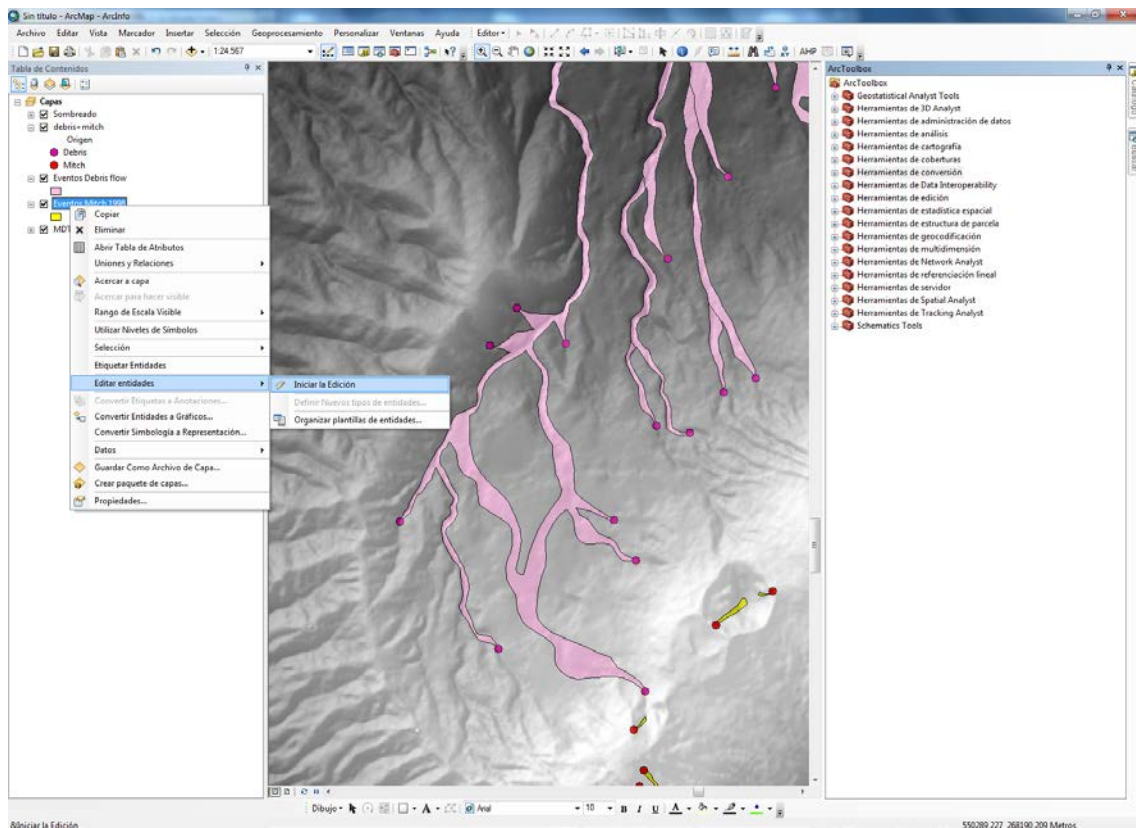 Sin título - ArcMap - ArcInfo
Archivo Editar Vista Marcador Insertar Selección Geoprocesamiento Personalizar Ventanas Ayuda Editor
1:24.567
AHP
Tabla de Contenidos
Capas
Sombreado
debris+mitch
Origen
Debris
Mitch
Eventos Debris flow
Eventos Mitch 1998
MDT
Copiar
Eliminar
Abrir Tabla de Atributos
Uniones y Relaciones
Acercar a capa
Acercar para hacer visible
Rango de Escala Visible
Utilizar Niveles de Símbolos
Selección
Etiquetar Entidades
Editar entidades
Convertir Etiquetas a Anotaciones...
Convertir Entidades a Gráficos...
Convertir Simbología a Representación...
Datos
Guardar Como Archivo de Capa...
Crear paquete de capas...
Propiedades...
Iniciar la Edición
Definir Nuevos tipos de entidades...
Organizar plantillas de entidades...
ArcToolbox
ArcToolbox
Geostatistical Analyst Tools
Herramientas de 3D Analyst
Herramientas de administración de datos
Herramientas de análisis
Herramientas de cartografía
Herramientas de coberturas
Herramientas de conversión
Herramientas de Data Interoperability
Herramientas de edición
Herramientas de estadística espacial
Herramientas de estructura de parcela
Herramientas de geocodificación
Herramientas de multidimensión
Herramientas de Network Analyst
Herramientas de referenciación lineal
Herramientas de servidor
Herramientas de Spatial Analyst
Herramientas de Tracking Analyst
Schematics Tools
Dibujo
A
Arial
10
B I U A
&Iniciar la Edición
550289,227 268190,209 Metros